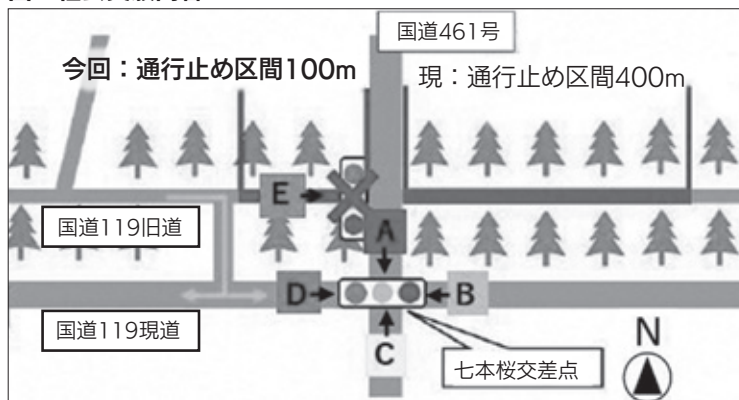 国道461号
今回：通行止め区間100m
現：通行止め区間400m
E
国道119旧道
A
D
B
国道119現道
C
七本桜交差点
N